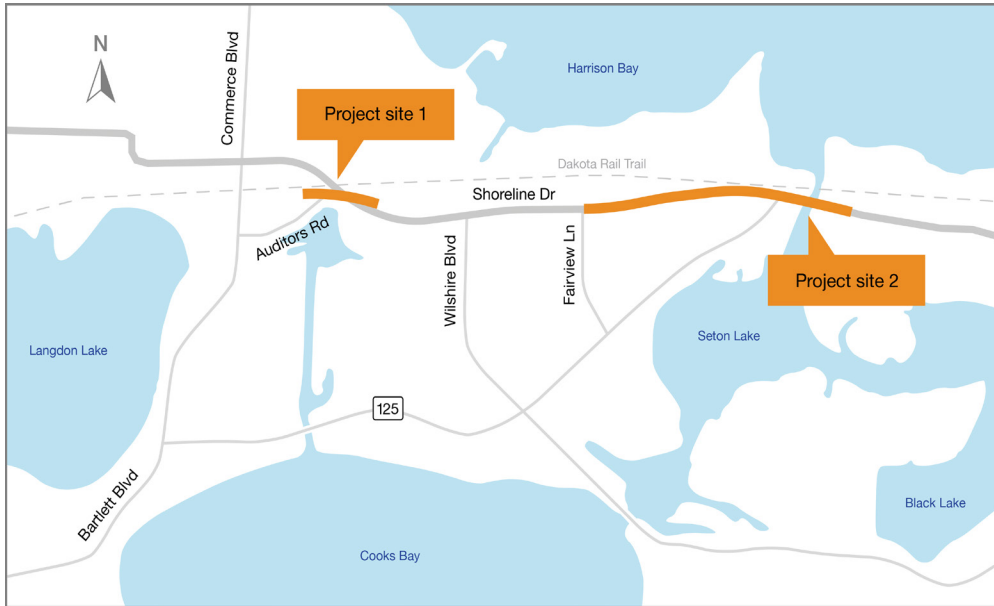 N
Commerce Blvd
Harrison Bay
Project site 1
Dakota Rail Trail
Shoreline Dr
Auditors Rd
Wilshire Blvd
Fairview Ln
Project site 2
Langdon Lake
Seton Lake
125
Bartlett Blvd
Black Lake
Cooks Bay